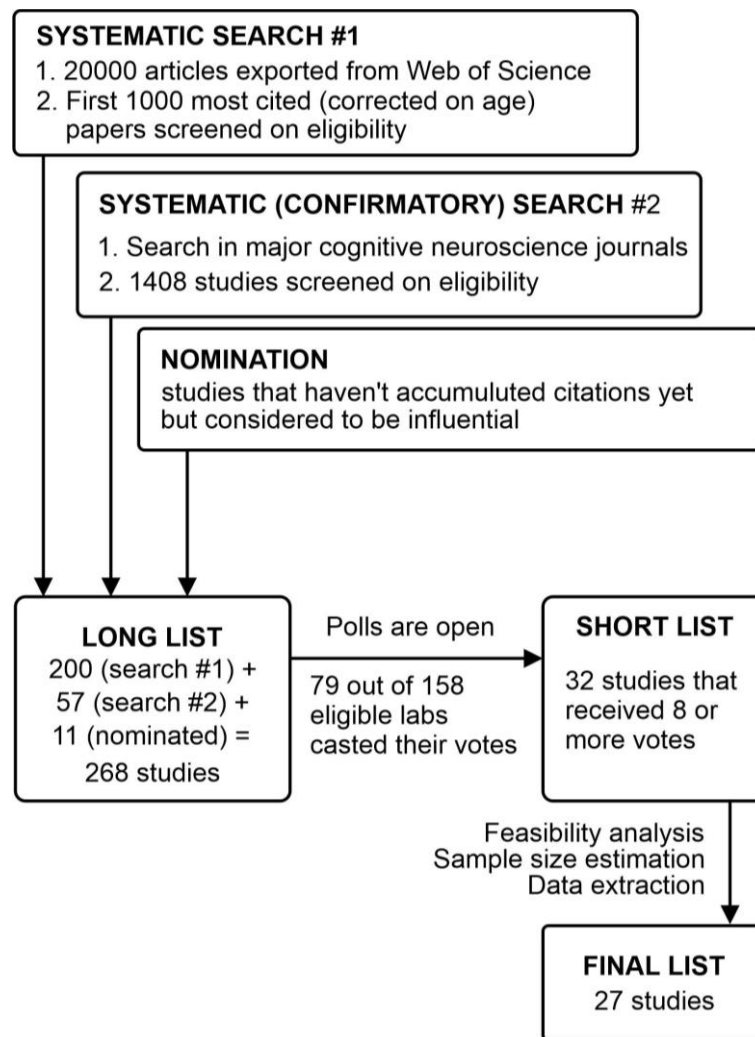 SYSTEMATIC SEARCH #1
1. 20000 articles exported from Web of Science
2. First 1000 most cited (corrected on age)
papers screened on eligibility
SYSTEMATIC (CONFIRMATORY) SEARCH #2
1. Search in major cognitive neuroscience journals
2. 1408 studies screened on eligibility
NOMINATION
studies that haven't accumuluted citations yet
but considered to be influential
LONG LIST
200 (search #1) +
57 (search #2) +
11 (nominated) =
268 studies
Polls are open
79 out of 158
eligible labs
casted their votes
SHORT LIST
32 studies that
received 8 or
more votes
Feasibility analysis
Sample size estimation
Data extraction
FINAL LIST
27 studies